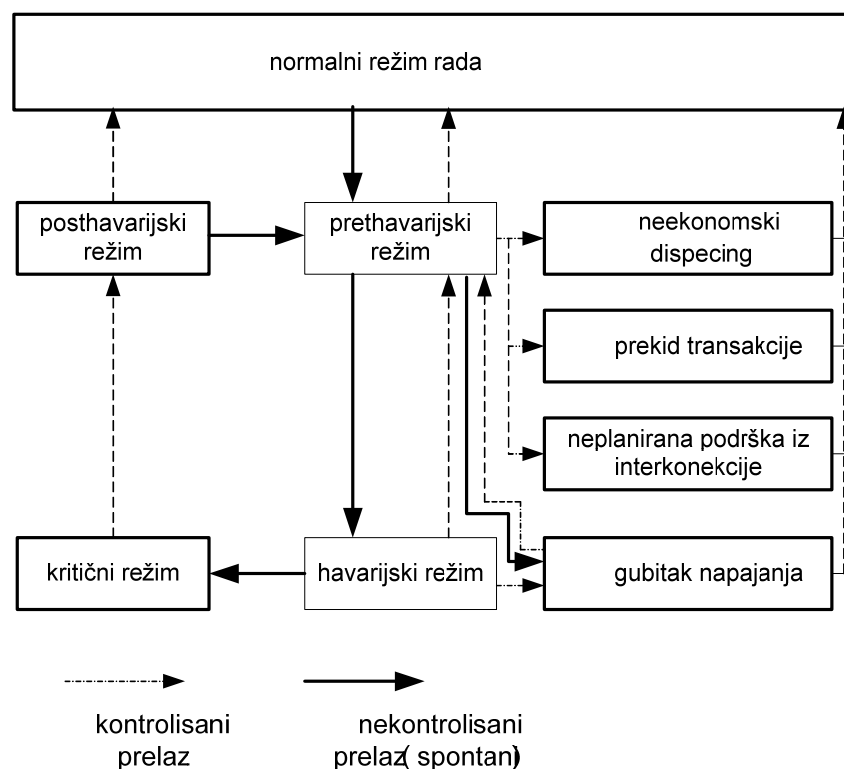 normalni režim rada
posthavarijski
režim
prethavarijski
režim
neekonomski
dispecing
prekid transakcije
neplanirana podrška iz
interkonekcije
kritični režim
havarijski režim
gubitak napajanja
kontrolisani
prelaz
nekontrolisani
prelaz( spontan)